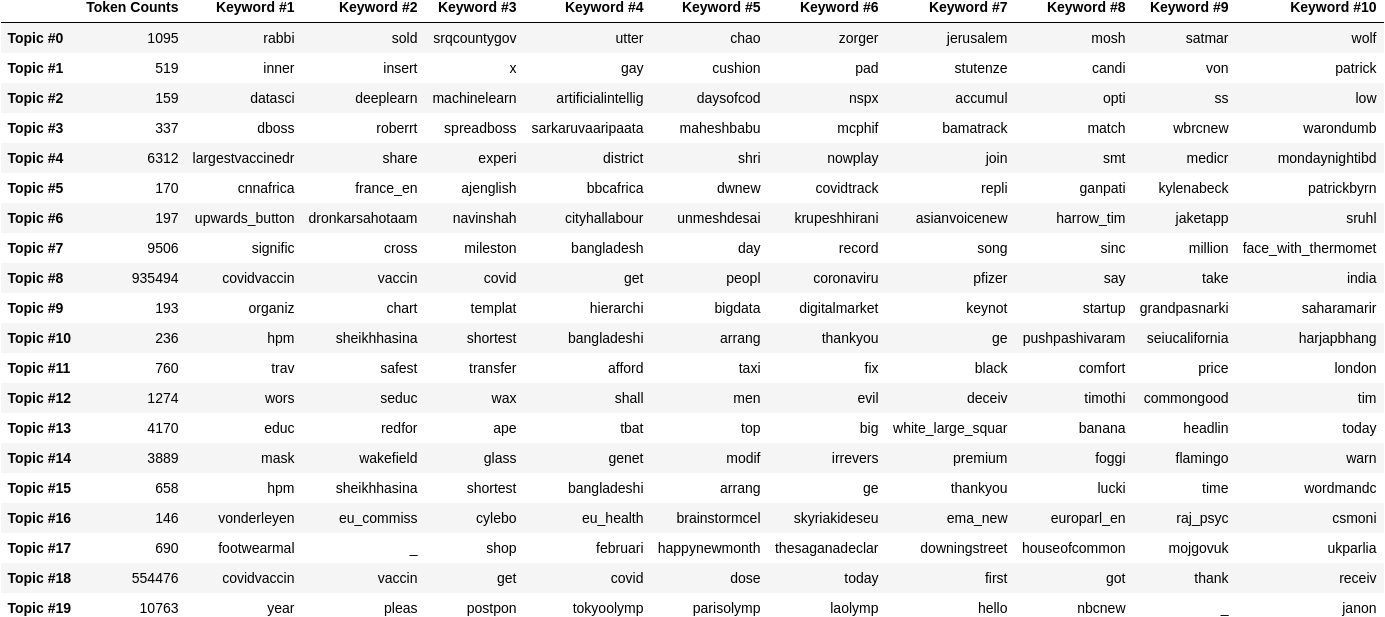 Token Counts Keyword #1 Keyword #2 Keyword #3 Keyword #4 Keyword #5 Keyword #6 Keyword #7 Keyword #8 Keyword #9 Keyword #10
Topic #0 1095 rabbi sold srqcountygov utter chao zorger jerusalem mosh satmar wolf
Topic #1 519 inner insert x gay cushion pad stutenze candi von patrick
Topic #2 159 datasci deeplearn machinelearn artificialintellig daysofcod nspx accumul opti ss low
Topic #3 337 dboss roberrt spreadboss sarkaruvaaripaata maheshbabu mcphif bamatrack match wbrcnew warondumb
Topic #4 6312 largestvaccinedr share experi district shri nowplay join smt medicr mondaynightibd
Topic #5 170 cnnafrica france_en ajenglish bbcafrica dwnew covidtrack repli ganpati kylenabeck patrickbyrn
Topic #6 197 upwards_button dronkarsahotaam navinshah cityhallabour unmeshdesai krupeshhirani asianvoicenew harrow_tim jaketapp sruhl
Topic #7 9506 signific cross mileston bangladesh day record song sinc million face_with_thermomet
Topic #8 935494 covidvaccin vaccin covid get peopl coronaviru pfizer say take india
Topic #9 193 organiz chart templat hierarchi bigdata digitalmarket keynot startup grandpasnarki saharamarir
Topic #10 236 hpm sheikhhasina shortest bangladeshi arrang thankyou ge pushpashivaram seiucalifornia harjapbhang
Topic #11 760 trav safest transfer afford taxi fix black comfort price london
Topic #12 1274 wors seduc wax shall men evil deceiv timothi commongood tim
Topic #13 4170 educ redfor ape tbat top big white_large_squar banana headlin today
Topic #14 3889 mask wakefield glass genet modif irrevers premium foggi flamingo warn
Topic #15 658 hpm sheikhhasina shortest bangladeshi arrang ge thankyou lucki time wordmandc
Topic #16 146 vonderleyen eu_commiss cylebo eu_health brainstormcel skyriakideseu ema_new europarl_en raj_psyc csmoni
Topic #17 690 footwearmal _ shop februari happynewmonth thesaganadeclar downingstreet houseofcommon mojgovuk ukparlia
Topic #18 554476 covidvaccin vaccin get covid dose today first got thank receiv
Topic #19 10763 year pleas postpon tokyoolymp parisolymp laolymp hello nbcnew _ janon